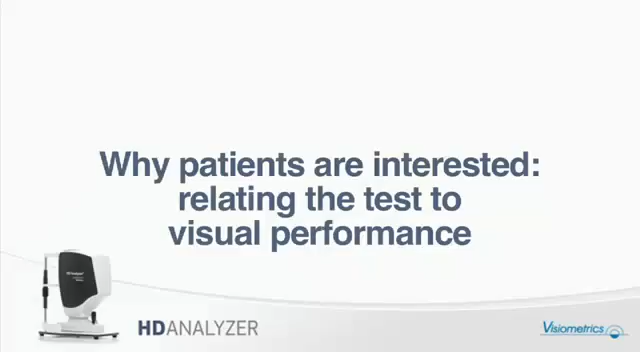 Why patients are interested:
relating the test to
visual performance
HDANALYZER
Visiometrics